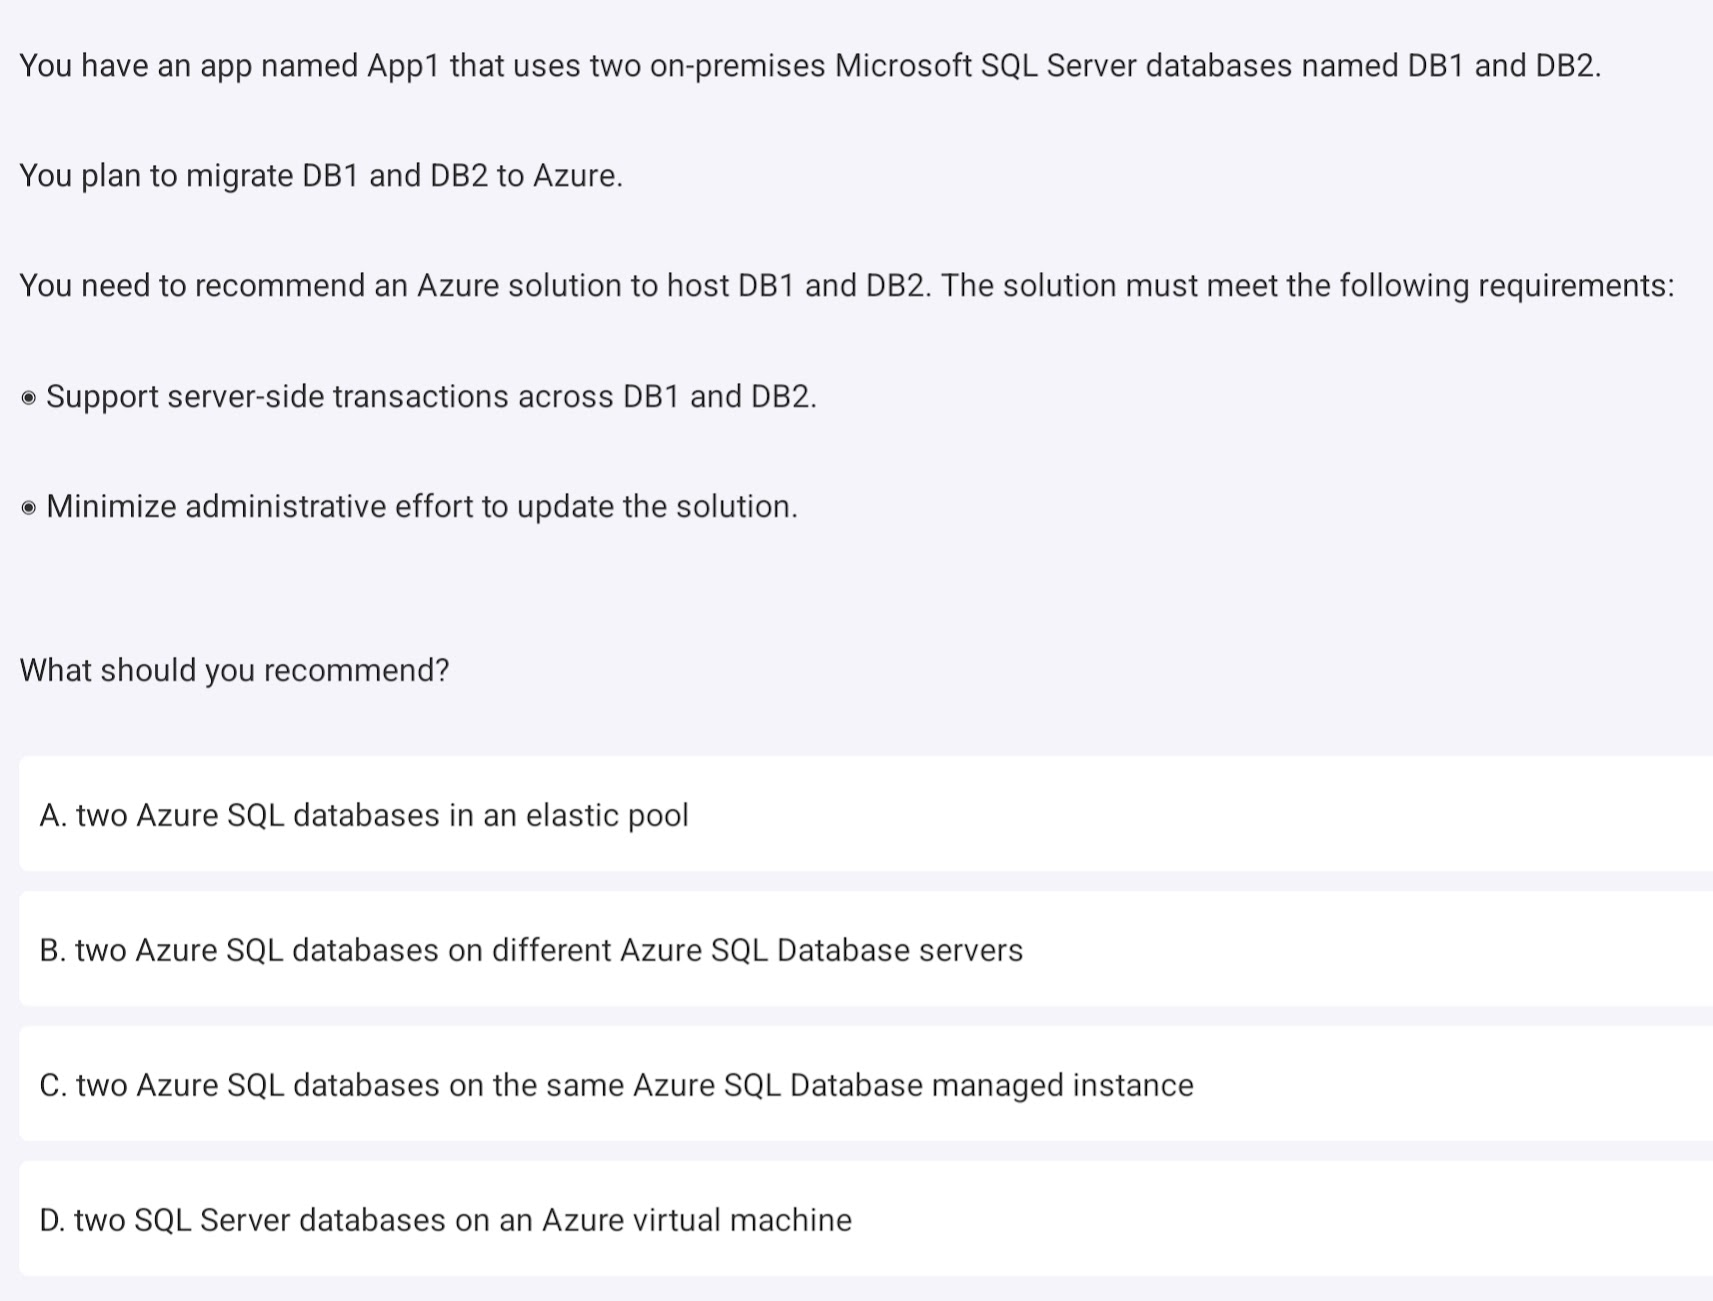 You have an app named App1 that uses two on-premises Microsoft SQL Server databases named DB1 and DB2.
You plan to migrate DB1 and DB2 to Azure.
You need to recommend an Azure solution to host DB1 and DB2. The solution must meet the following requirements:
◉ Support server-side transactions across DB1 and DB2.
◉ Minimize administrative effort to update the solution.
What should you recommend?
A. two Azure SQL databases in an elastic pool
B. two Azure SQL databases on different Azure SQL Database servers
C. two Azure SQL databases on the same Azure SQL Database managed instance
D. two SQL Server databases on an Azure virtual machine